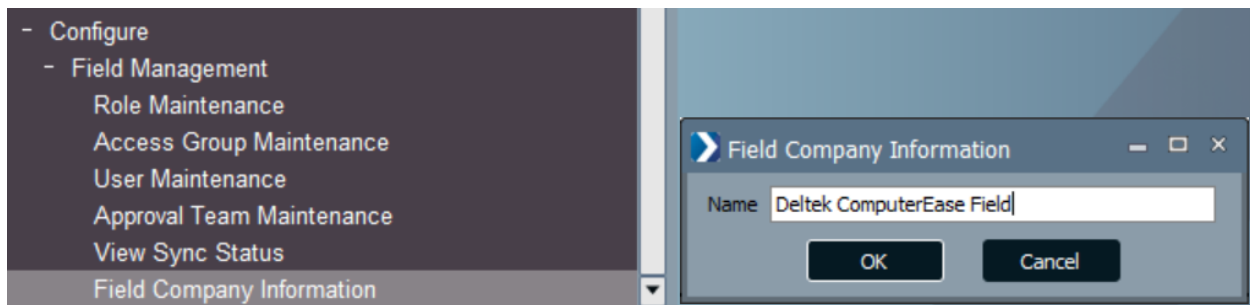 - Configure
- Field Management
Role Maintenance
Access Group Maintenance
User Maintenance
Approval Team Maintenance
View Sync Status
Field Company Information
Field Company Information
Name Deltek ComputerEase Field
OK Cancel